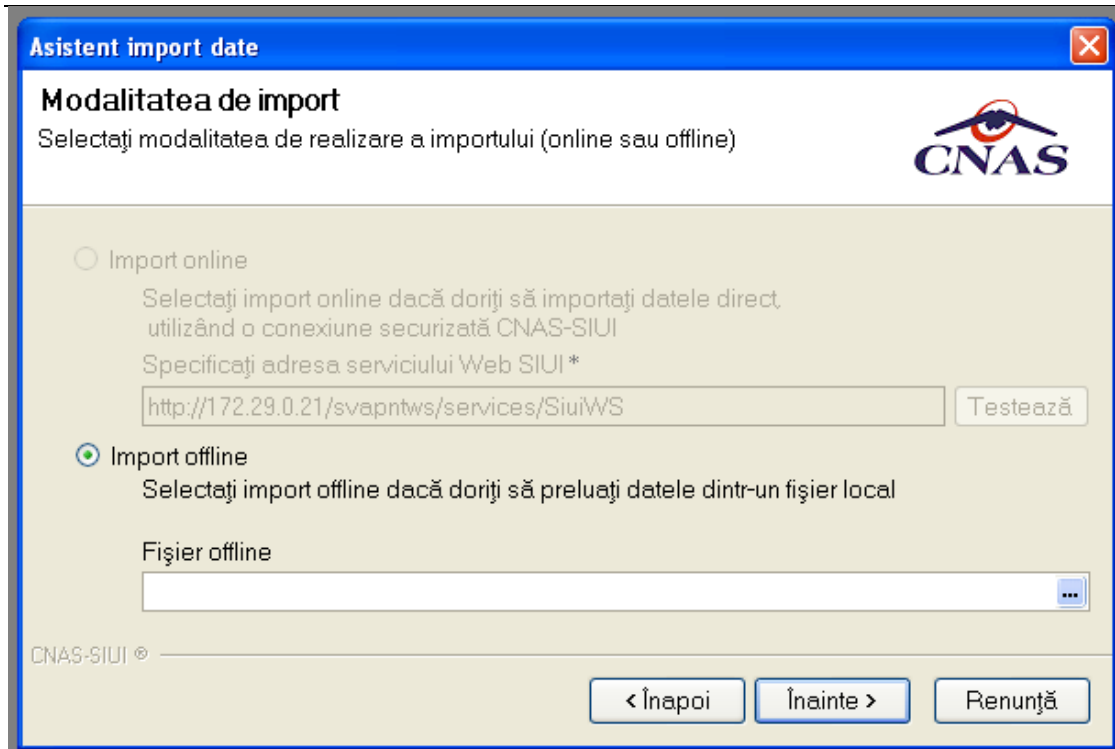 Asistent import date
Modalitatea de import
Selectaţi modalitatea de realizare a importului (online sau offline)
CNAS
Import online
Selectaţi import online dacă doriţi să importaţi datele direct,
utilizând o conexiune securizată CNAS-SIUI
Specificaţi adresa serviciului Web SIUI *
http://172.29.0.21/svapntws/services/SiuiWS
Testează
Import offline
Selectaţi import offline dacă doriţi să preluaţi datele dintr-un fişier local
Fişier offline
...
CNAS-SIUI ®
< Înapoi Înainte > Renunţă